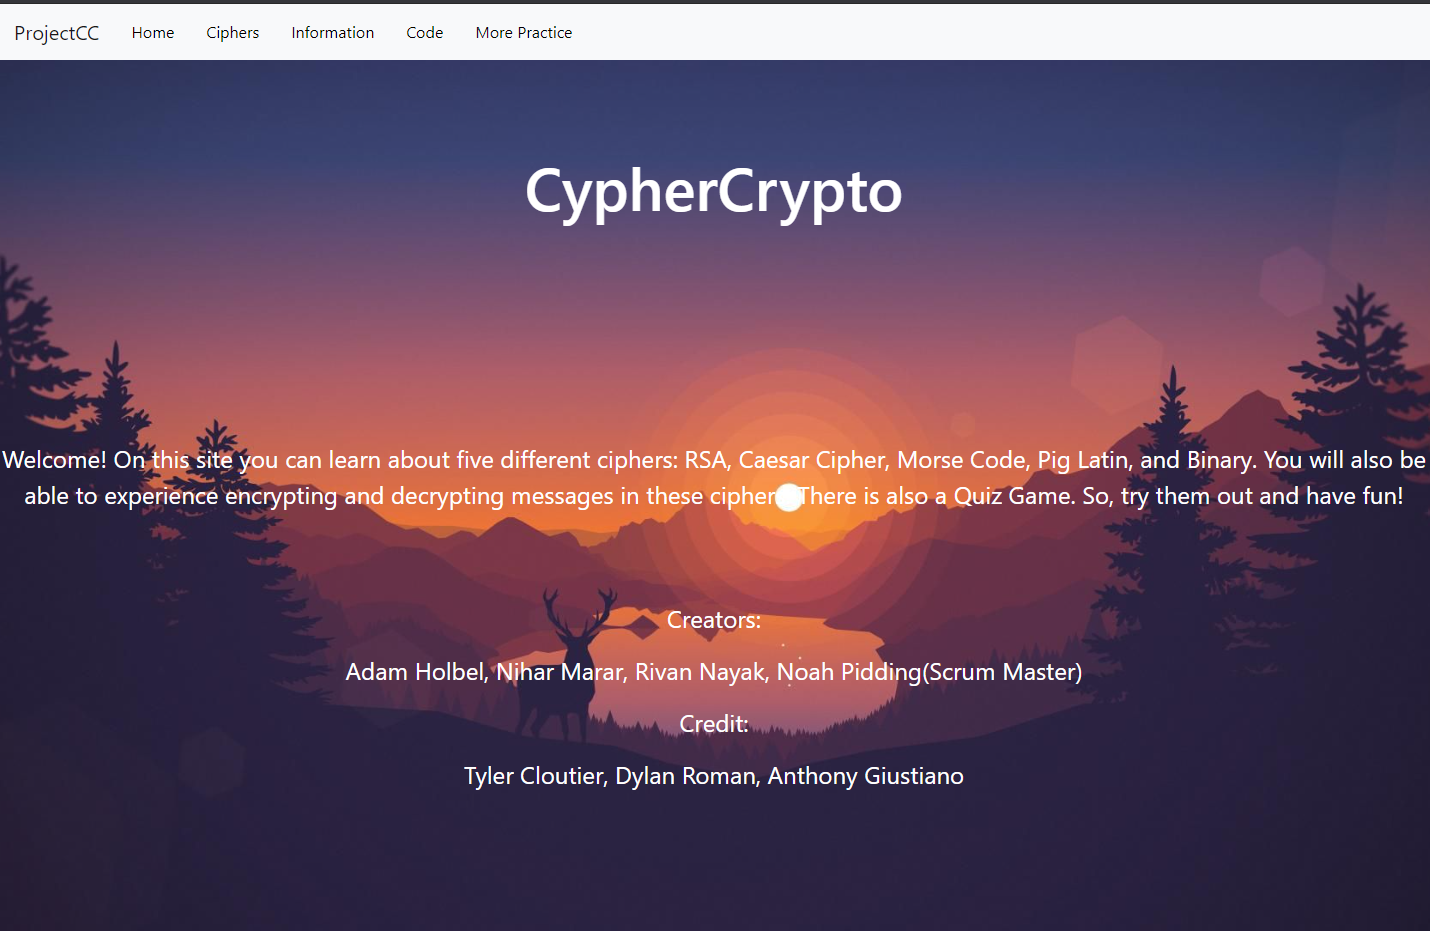 ProjectCC Home Ciphers Information Code More Practice
CypherCrypto
Welcome! On this site you can learn about five different ciphers: RSA, Caesar Cipher, Morse Code, Pig Latin, and Binary. You will also be
able to experience encrypting and decrypting messages in these ciphers. There is also a Quiz Game. So, try them out and have fun!
Creators:
Adam Holbel, Nihar Marar, Rivan Nayak, Noah Pidding(Scrum Master)
Credit:
Tyler Cloutier, Dylan Roman, Anthony Giustiano